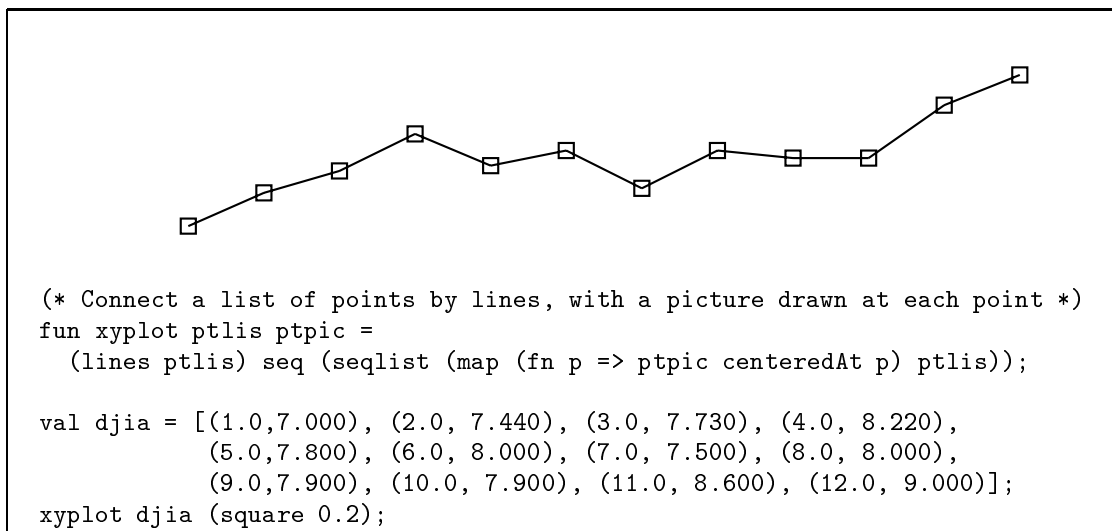 (* Connect a list of points by lines, with a picture drawn at each point *)
fun xyplot ptlis ptpic =
(lines ptlis) seq (seqlist (map (fn p => ptpic centeredAt p) ptlis));
val djia = [(1.0,7.000), (2.0, 7.440), (3.0, 7.730), (4.0, 8.220),
(5.0,7.800), (6.0, 8.000), (7.0, 7.500), (8.0, 8.000),
(9.0,7.900), (10.0, 7.900), (11.0, 8.600), (12.0, 9.000)];
xyplot djia (square 0.2);